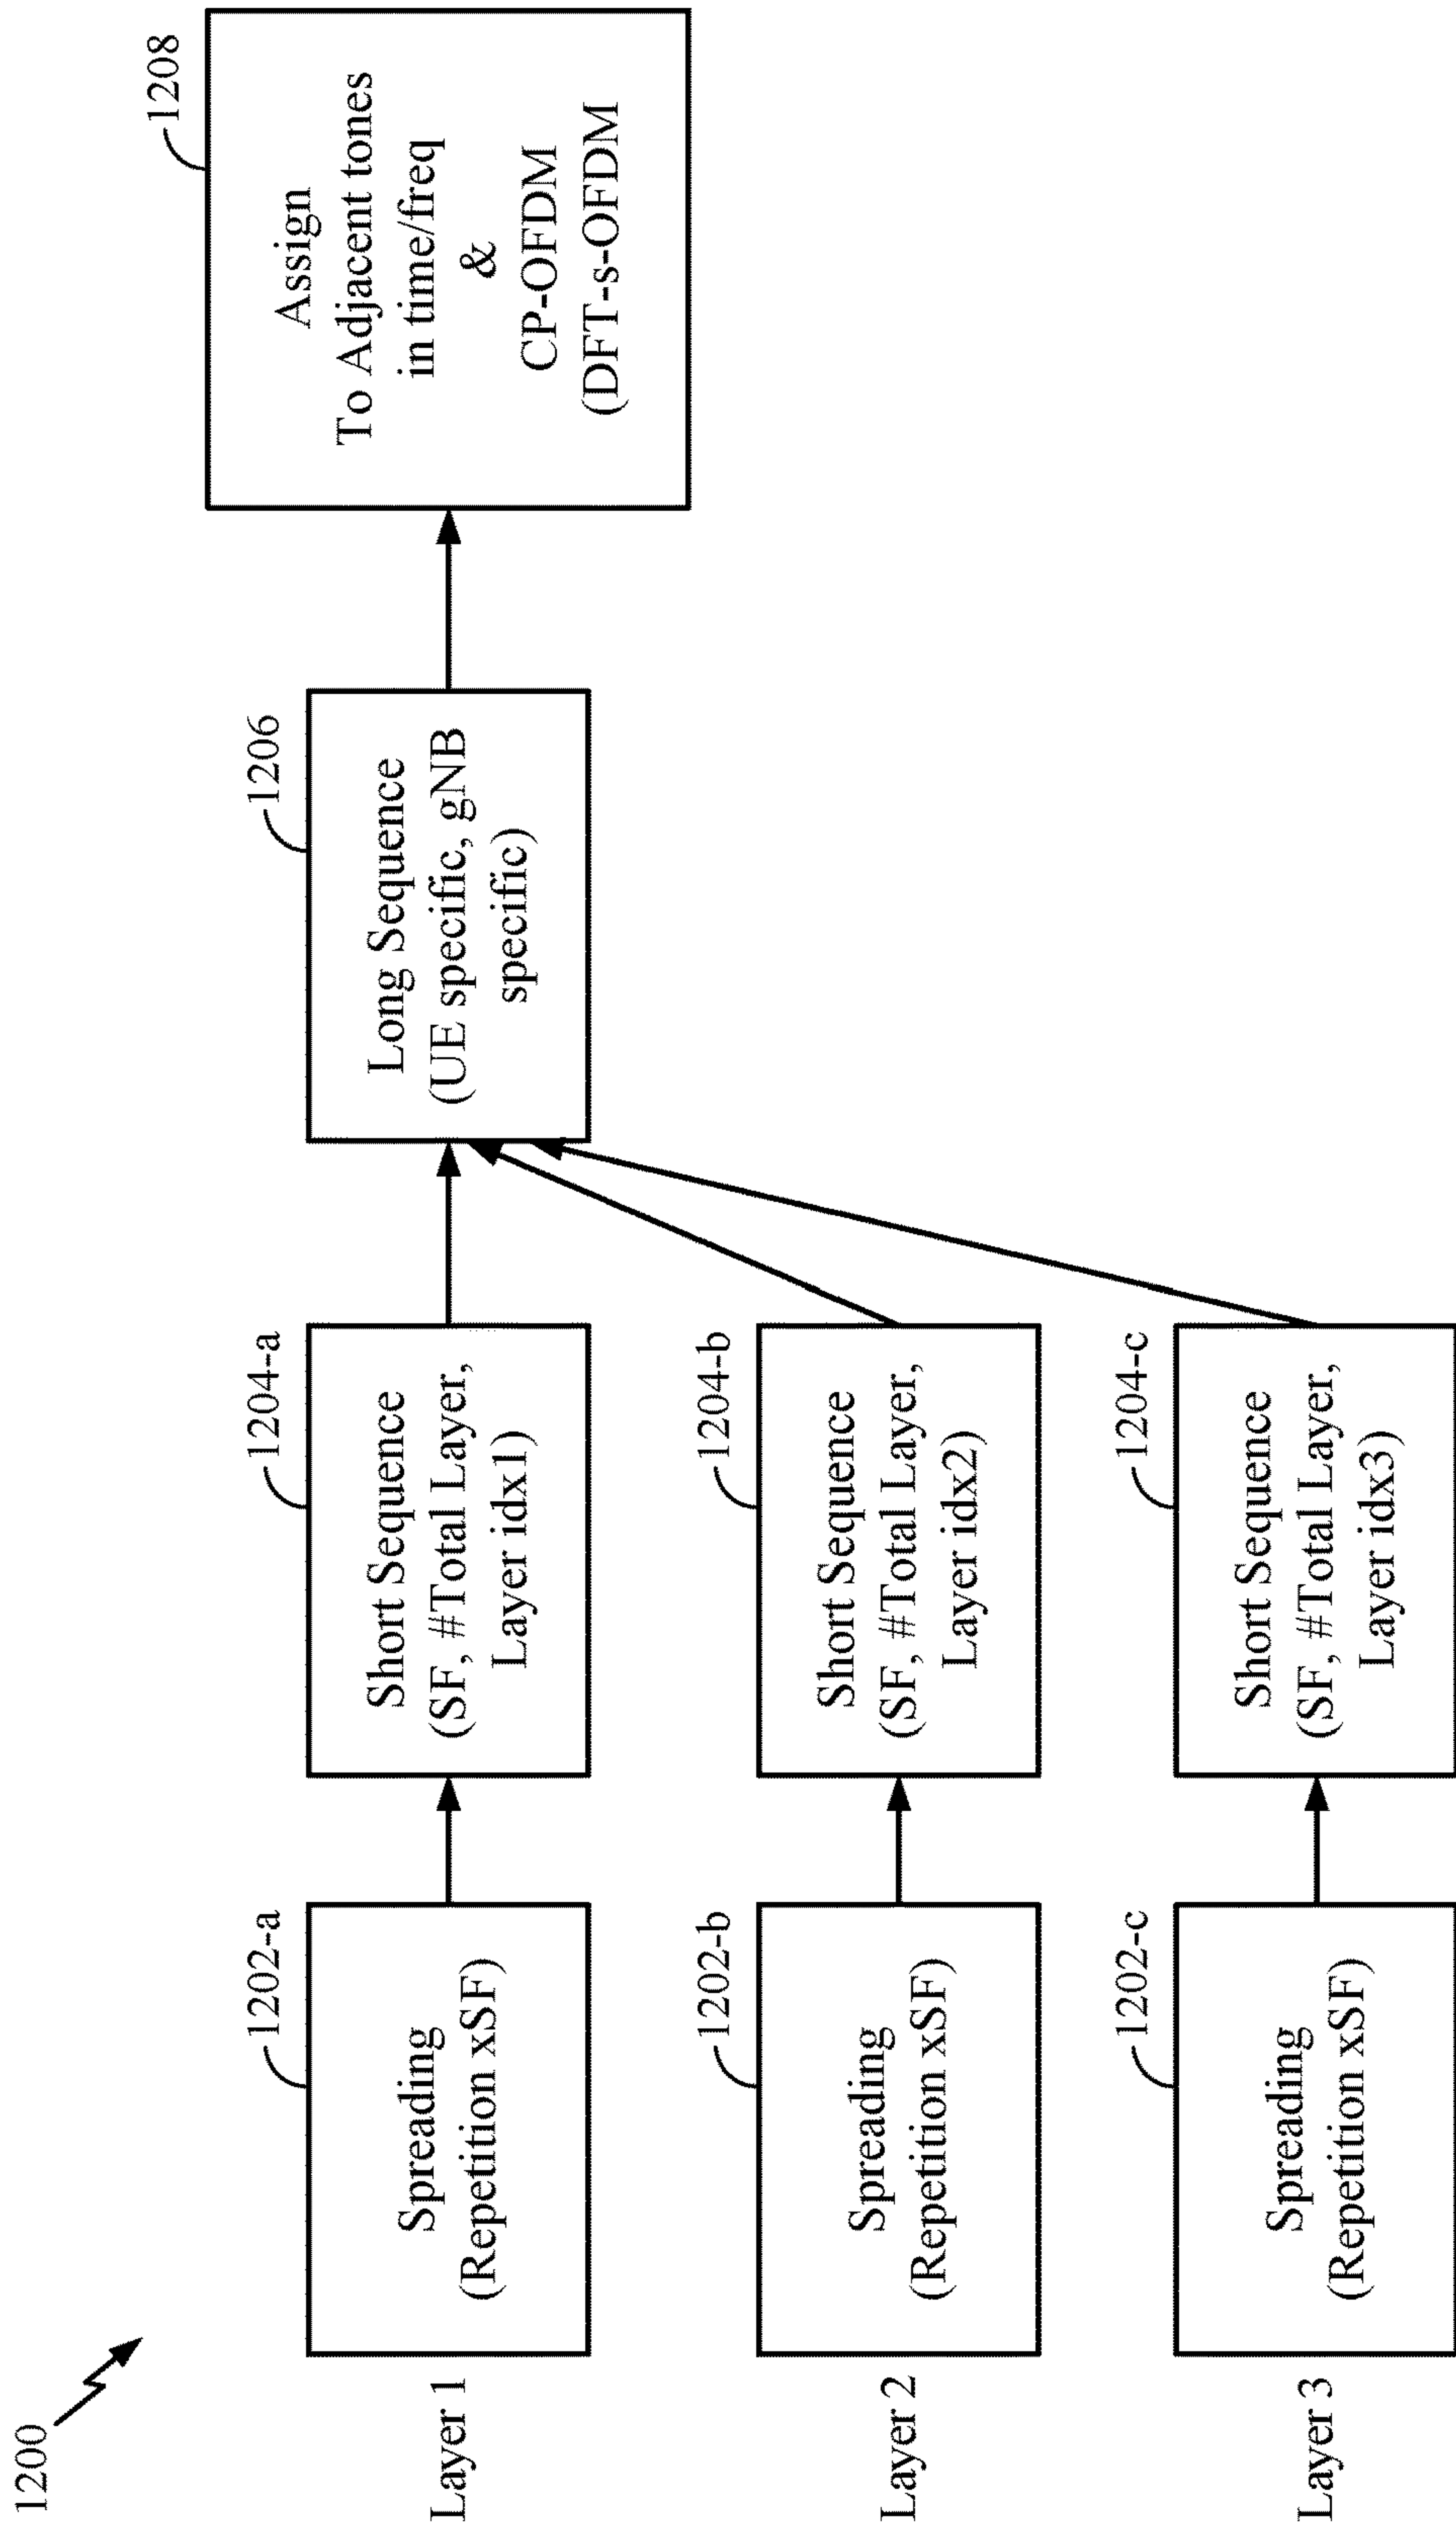 1200
Layer 1
1202-a
Spreading
(Repetition xSF)
1204-a
Short Sequence
(SF, #Total Layer,
Layer idx1)
1206
Long Sequence
(UE specific, gNB
specific)
1208
Assign
To Adjacent tones
in time/freq
&
CP-OFDM
(DFT-s-OFDM
Layer 2
1202-b
Spreading
(Repetition xSF)
1204-b
Short Sequence
(SF, #Total Layer,
Layer idx2)
Layer 3
1202-c
Spreading
(Repetition xSF)
1204-c
Short Sequence
(SF, #Total Layer,
Layer idx3)